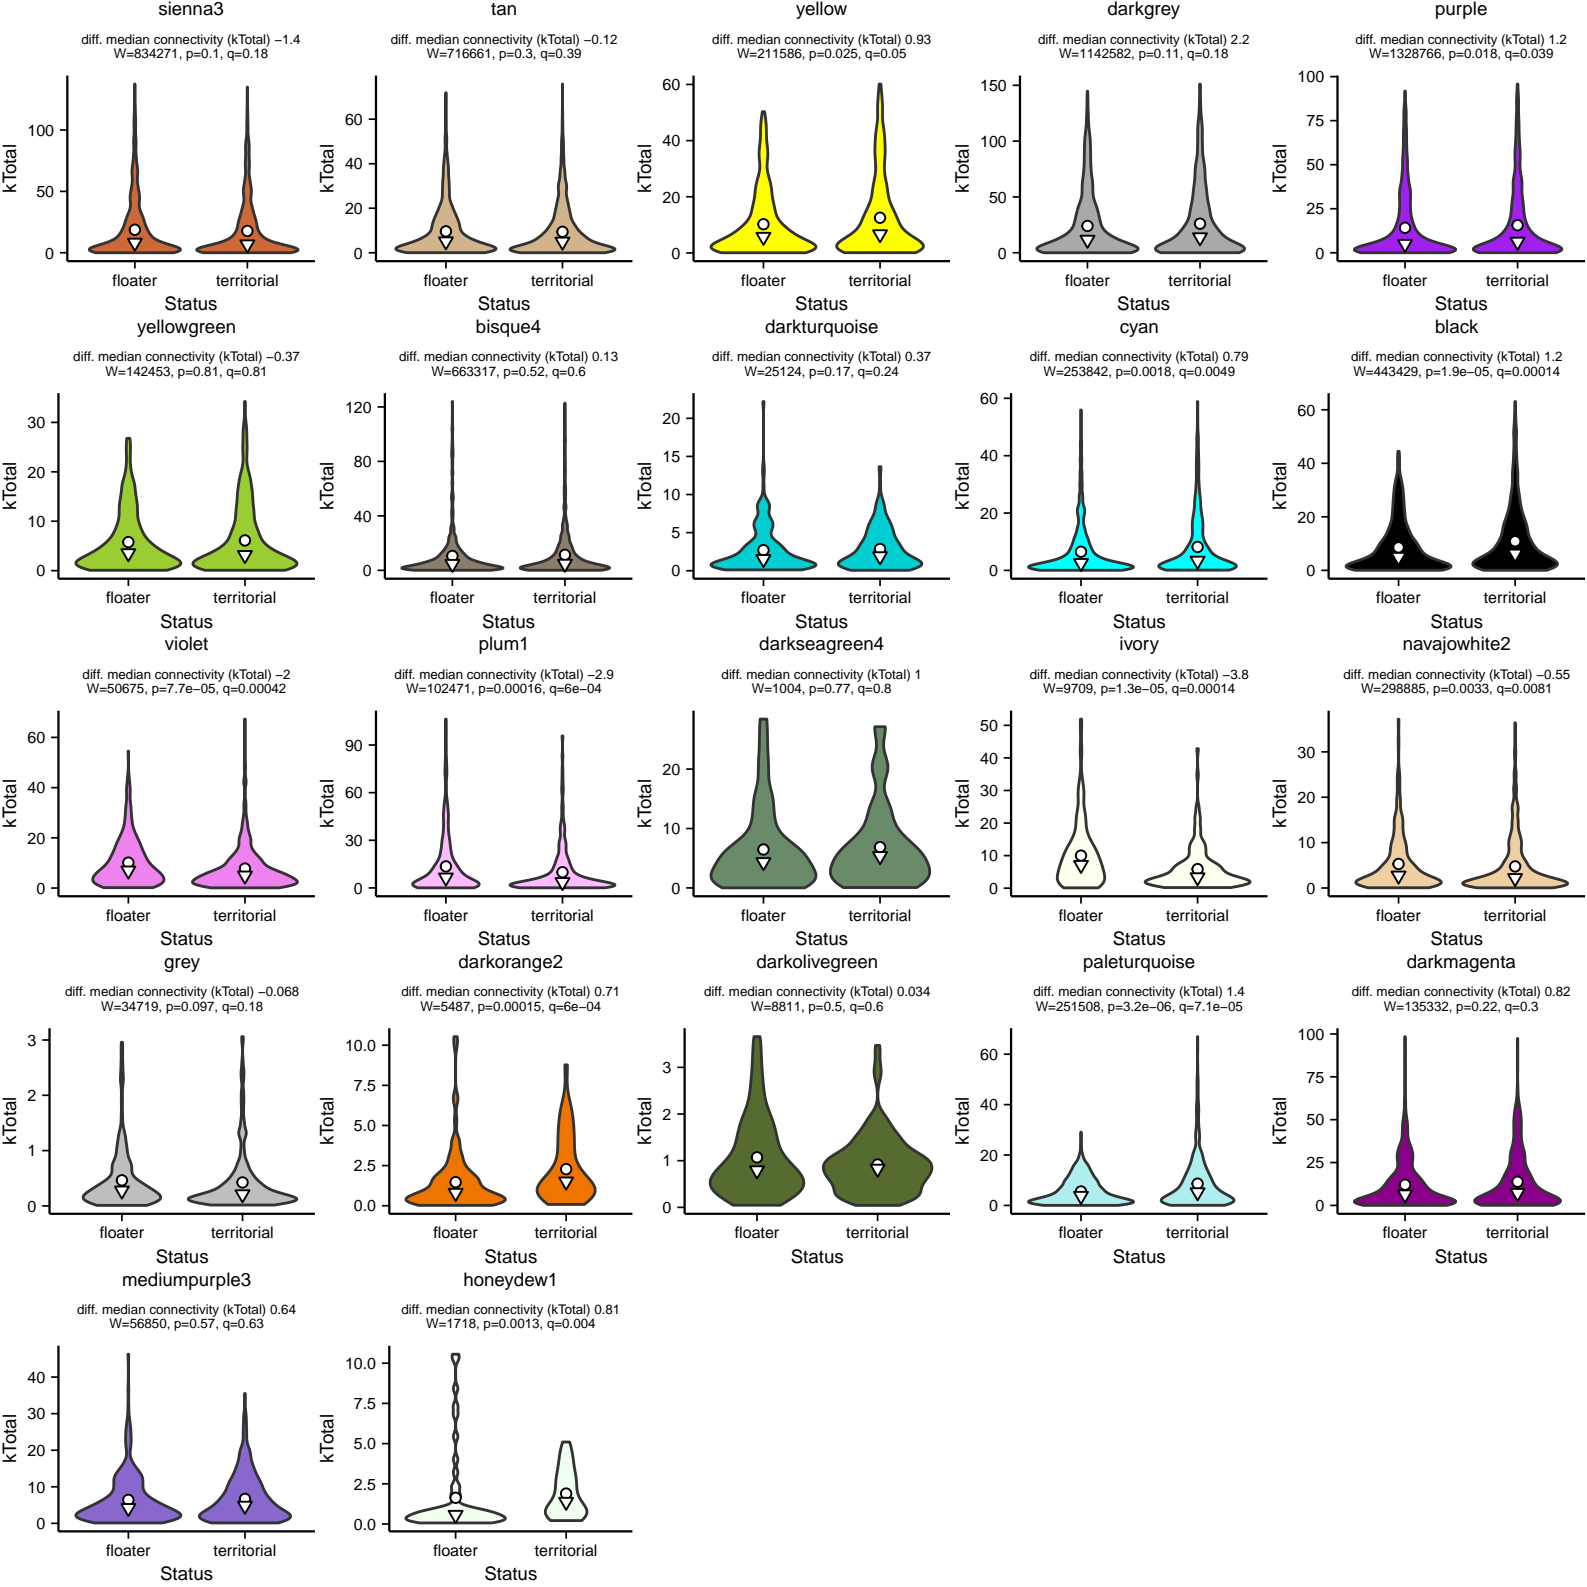 sienna3
diff. median connectivity (kTotal) −1.4
W=834271, p=0.1, q=0.18
kTotal
100
50
0
floater
territorial
Status
tan
diff. median connectivity (kTotal) −0.12
W=716661, p=0.3, q=0.39
kTotal
60
40
20
0
floater
territorial
Status
yellow
diff. median connectivity (kTotal) 0.93
W=211586, p=0.025, q=0.05
kTotal
60
40
20
0
floater
territorial
Status
darkgrey
diff. median connectivity (kTotal) 2.2
W=1142582, p=0.11, q=0.18
kTotal
150
100
50
0
floater
territorial
Status
purple
diff. median connectivity (kTotal) 1.2
W=1328766, p=0.018, q=0.039
kTotal
100
75
50
25
0
floater
territorial
Status
yellowgreen
diff. median connectivity (kTotal) −0.37
W=142453, p=0.81, q=0.81
kTotal
30
20
10
0
floater
territorial
Status
bisque4
diff. median connectivity (kTotal) 0.13
W=663317, p=0.52, q=0.6
kTotal
120
80
40
0
floater
territorial
Status
darkturquoise
diff. median connectivity (kTotal) 0.37
W=25124, p=0.17, q=0.24
kTotal
20
15
10
5
0
floater
territorial
Status
cyan
diff. median connectivity (kTotal) 0.79
W=253842, p=0.0018, q=0.0049
kTotal
60
40
20
0
floater
territorial
Status
black
diff. median connectivity (kTotal) 1.2
W=443429, p=1.9e−05, q=0.00014
kTotal
60
40
20
0
floater
territorial
Status
violet
diff. median connectivity (kTotal) −2
W=50675, p=7.7e−05, q=0.00042
kTotal
60
40
20
0
floater
territorial
Status
plum1
diff. median connectivity (kTotal) −2.9
W=102471, p=0.00016, q=6e−04
kTotal
90
60
30
0
floater
territorial
Status
darkseagreen4
diff. median connectivity (kTotal) 1
W=1004, p=0.77, q=0.8
kTotal
20
10
0
floater
territorial
Status
ivory
diff. median connectivity (kTotal) −3.8
W=9709, p=1.3e−05, q=0.00014
kTotal
50
40
30
20
10
0
floater
territorial
Status
navajowhite2
diff. median connectivity (kTotal) −0.55
W=298885, p=0.0033, q=0.0081
kTotal
30
20
10
0
floater
territorial
Status
grey
diff. median connectivity (kTotal) −0.068
W=34719, p=0.097, q=0.18
kTotal
3
2
1
0
floater
territorial
Status
darkorange2
diff. median connectivity (kTotal) 0.71
W=5487, p=0.00015, q=6e−04
kTotal
10.0
7.5
5.0
2.5
0.0
floater
territorial
Status
darkolivegreen
diff. median connectivity (kTotal) 0.034
W=8811, p=0.5, q=0.6
kTotal
3
2
1
0
floater
territorial
Status
paleturquoise
diff. median connectivity (kTotal) 1.4
W=251508, p=3.2e−06, q=7.1e−05
kTotal
60
40
20
0
floater
territorial
Status
darkmagenta
diff. median connectivity (kTotal) 0.82
W=135332, p=0.22, q=0.3
kTotal
100
75
50
25
0
floater
territorial
Status
mediumpurple3
diff. median connectivity (kTotal) 0.64
W=56850, p=0.57, q=0.63
kTotal
40
30
20
10
0
floater
territorial
Status
honeydew1
diff. median connectivity (kTotal) 0.81
W=1718, p=0.0013, q=0.004
kTotal
10.0
7.5
5.0
2.5
0.0
floater
territorial
Status